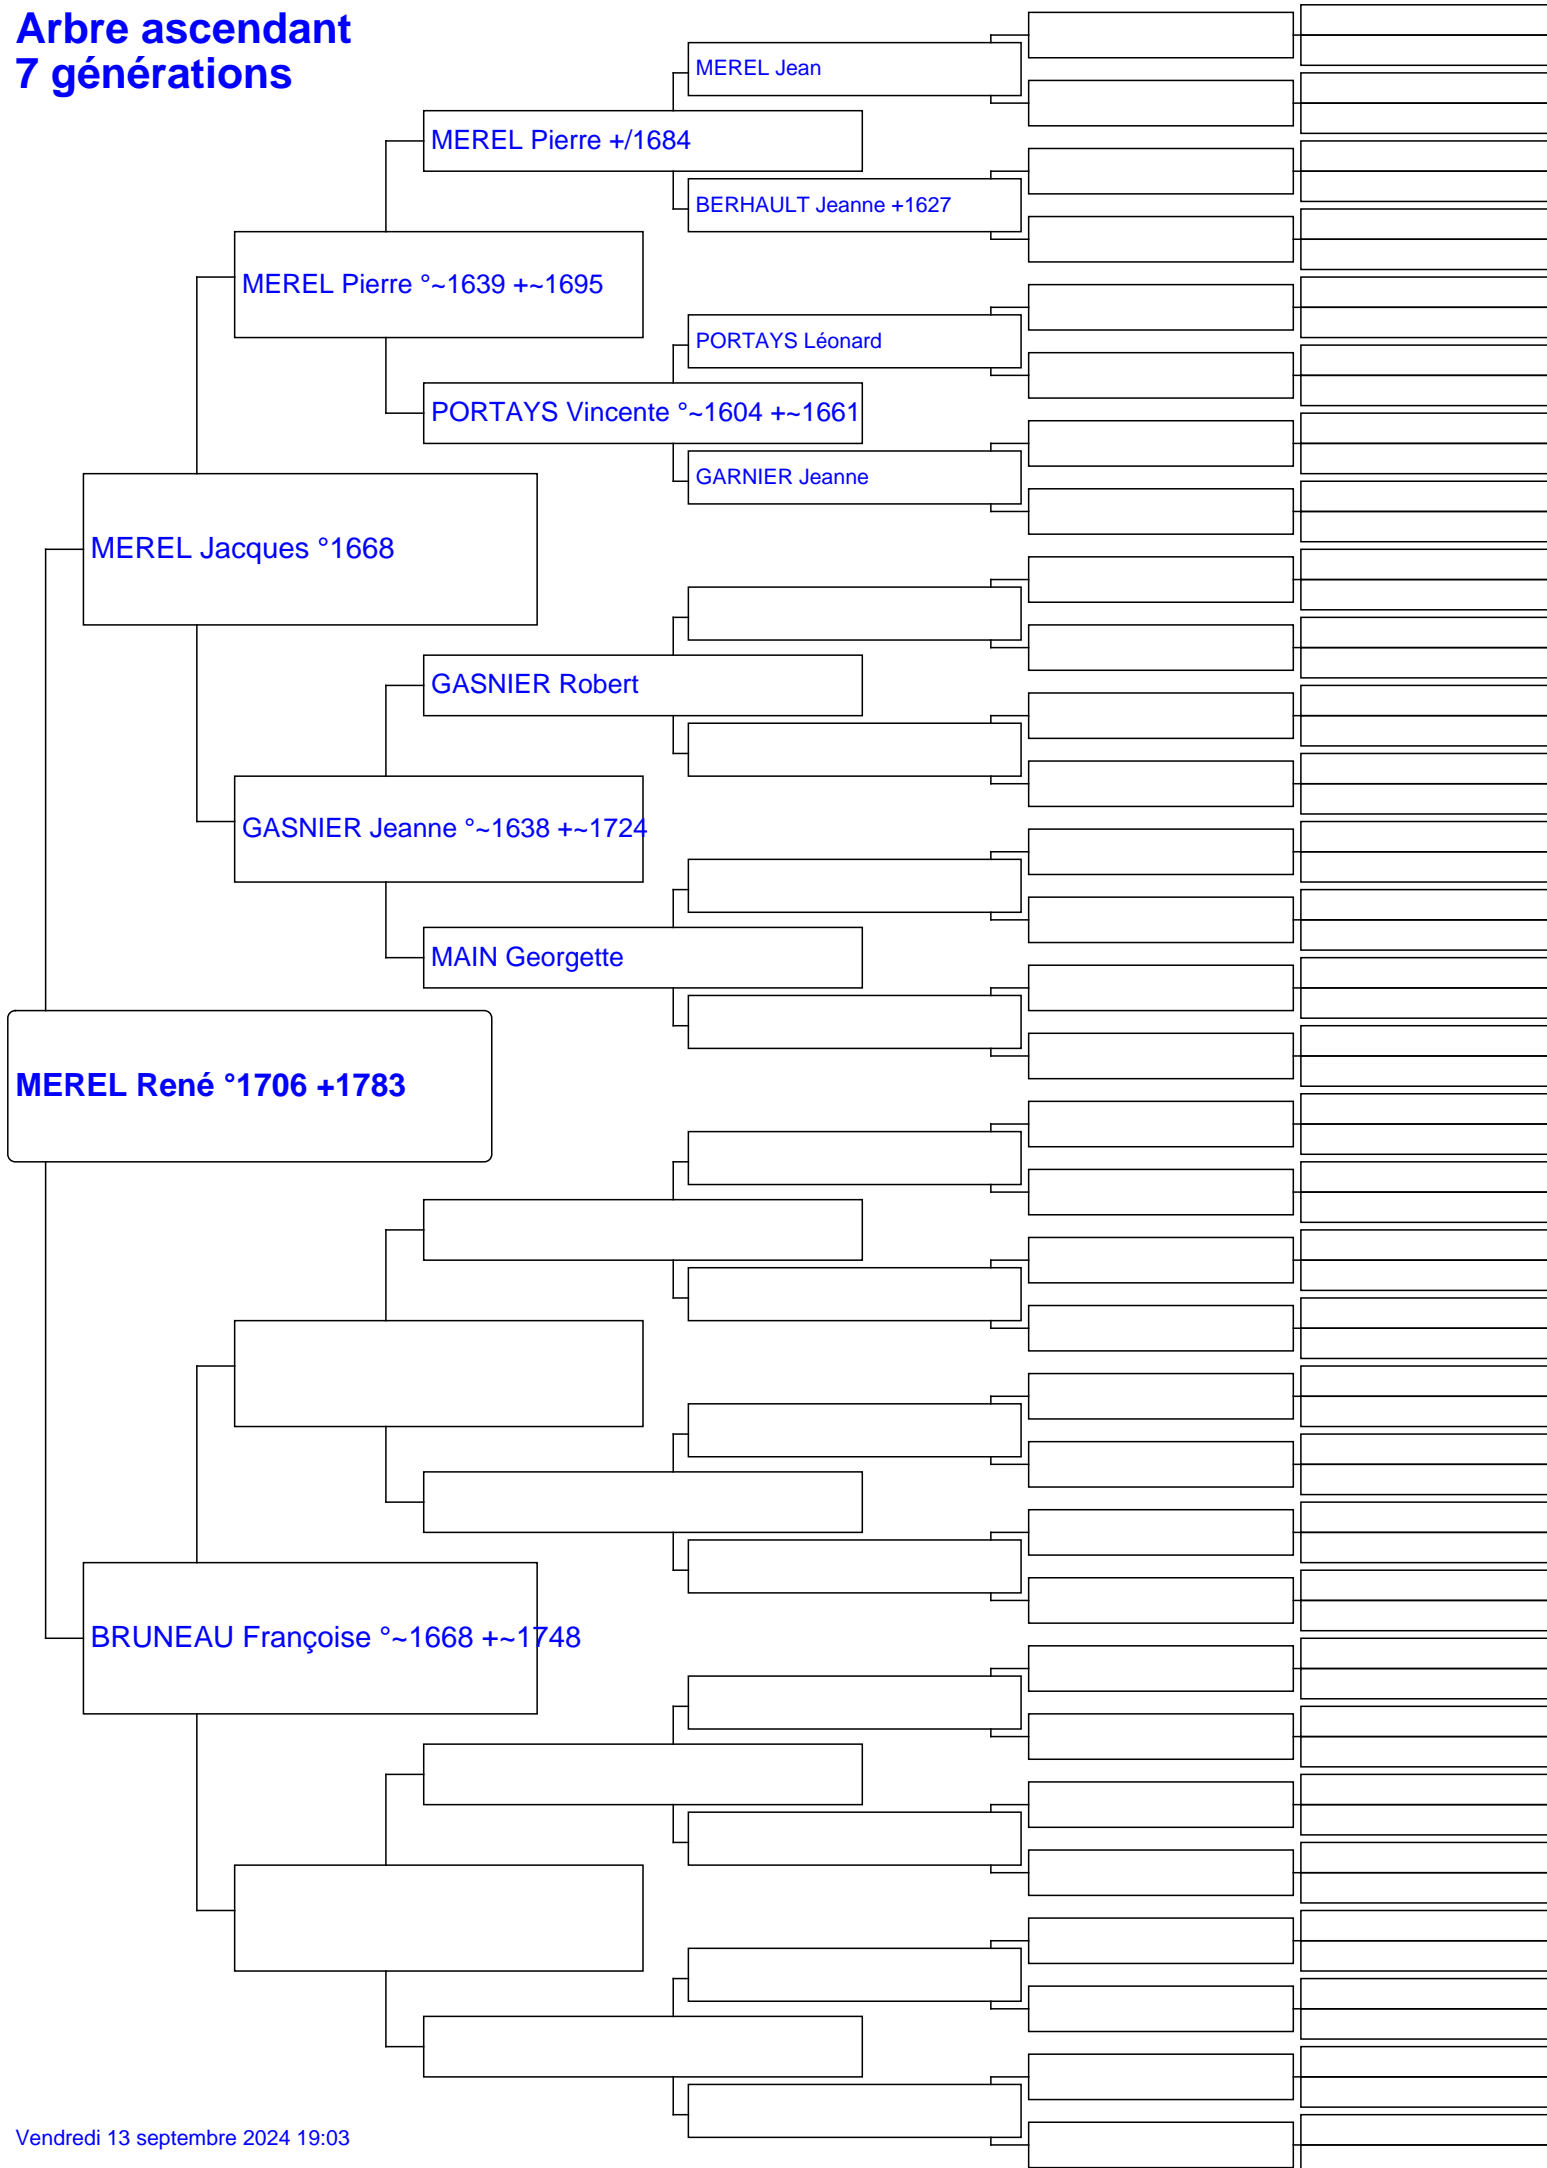 Arbre ascendant
7 générations
MEREL Jean
MEREL Pierre +/1684
BERHAULT Jeanne +1627
MEREL Pierre °~1639 +~1695
PORTAYS Léonard
PORTAYS Vincente °~1604 +~1661
GARNIER Jeanne
MEREL Jacques °1668
GASNIER Robert
GASNIER Jeanne °~1638 +~1724
MAIN Georgette
MEREL René °1706 +1783
BRUNEAU Françoise °~1668 +~1748
Vendredi 13 septembre 2024 19:03